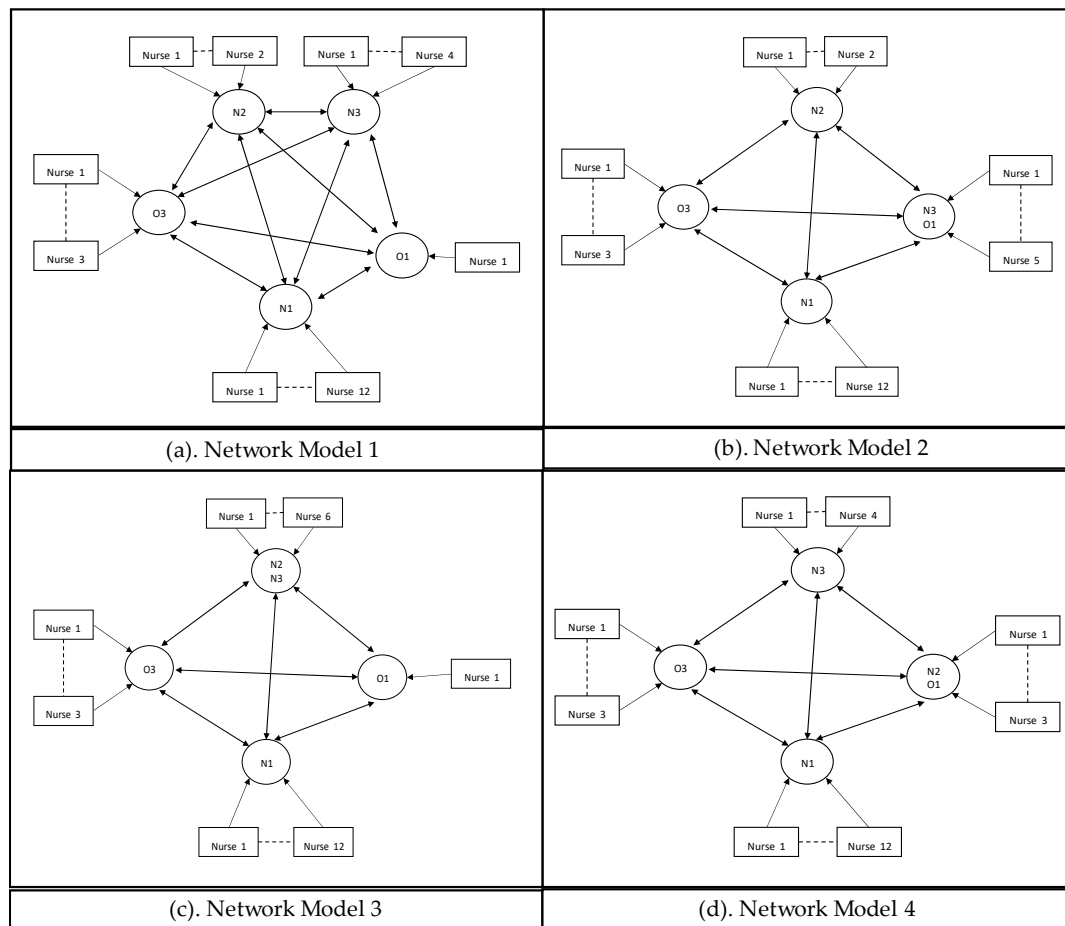 Nurse 1
Nurse 2
Nurse 1
Nurse 4
N2
N3
Nurse 1
O3
Nurse 3
O1
Nurse 1
N1
Nurse 1
Nurse 12
(a). Network Model 1
Nurse 1
Nurse 2
N2
Nurse 1
Nurse 1
O3
N3
O1
Nurse 3
Nurse 5
N1
Nurse 1
Nurse 12
(b). Network Model 2
Nurse 1
Nurse 6
N2
N3
Nurse 1
O3
O1
Nurse 1
Nurse 3
N1
Nurse 1
Nurse 12
(c). Network Model 3
Nurse 1
Nurse 4
N3
Nurse 1
Nurse 1
O3
N2
O1
Nurse 3
Nurse 3
N1
Nurse 1
Nurse 12
(d). Network Model 4